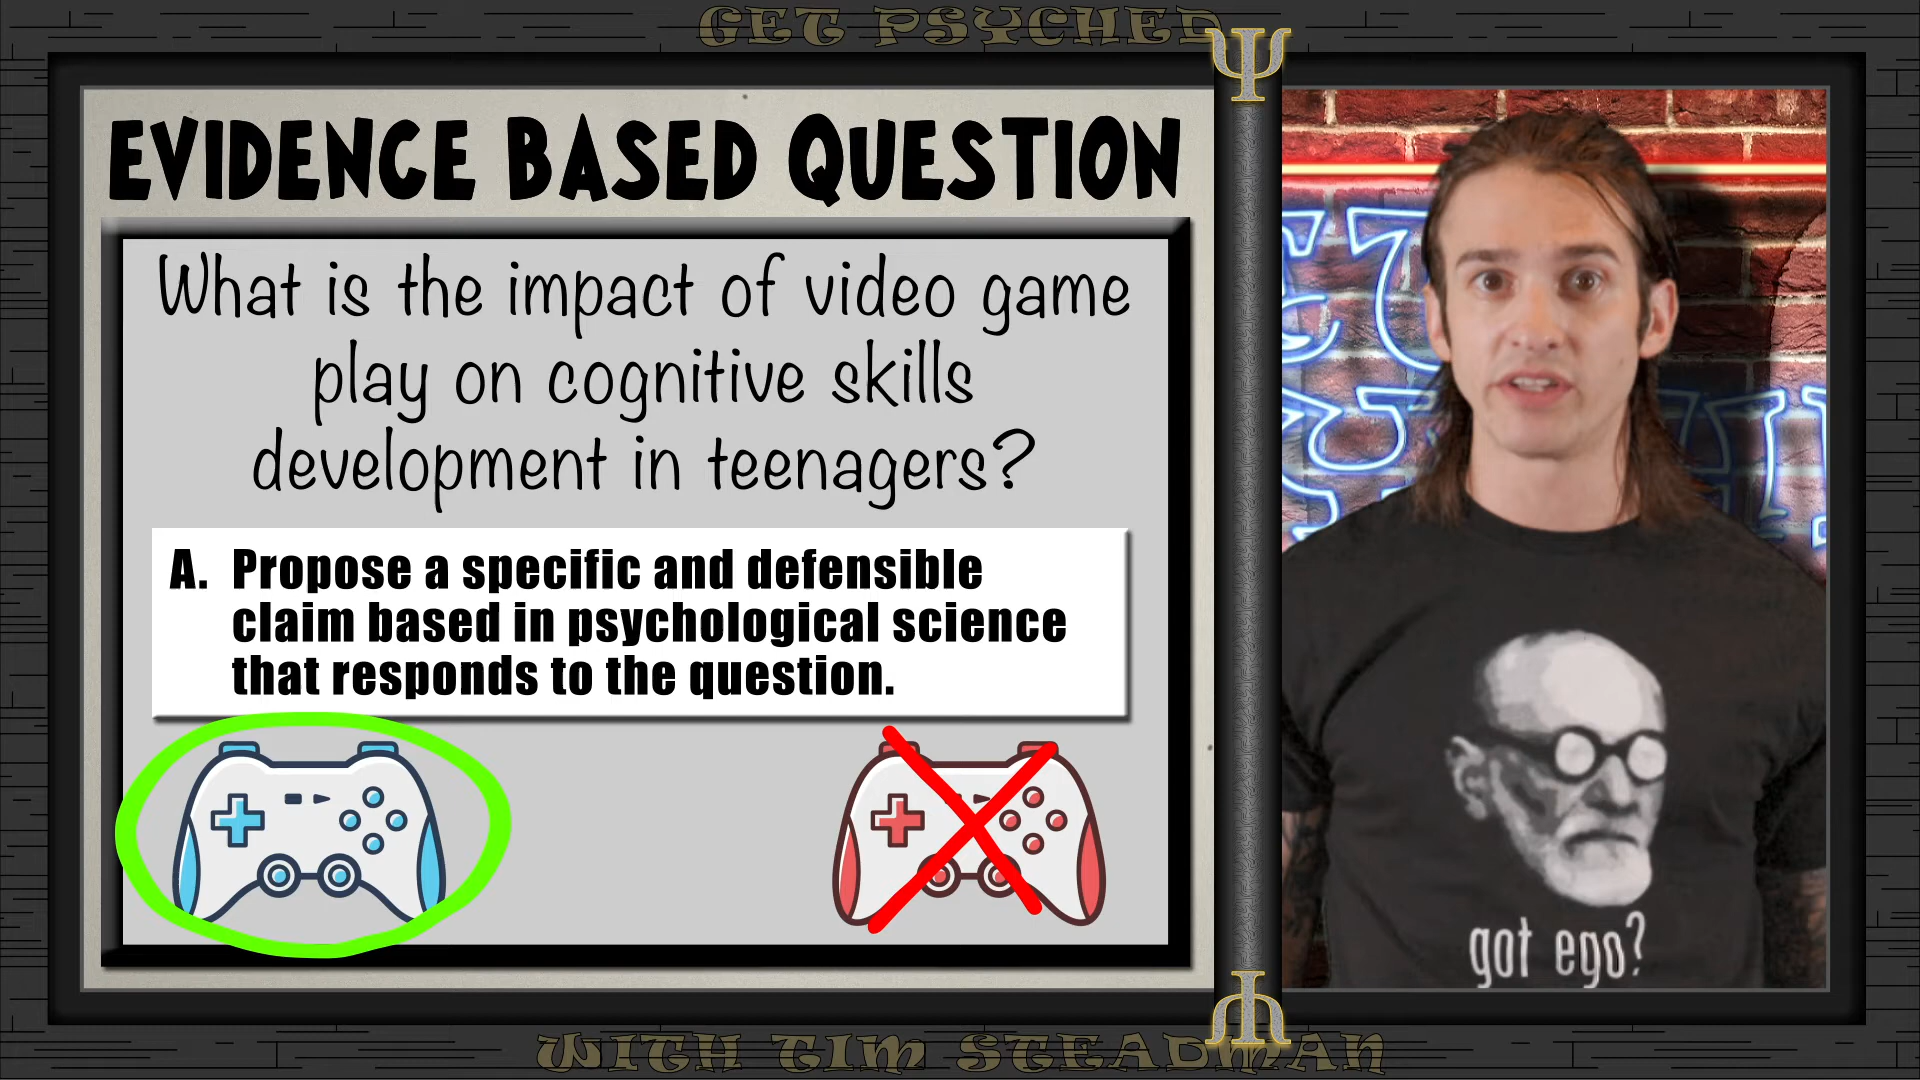 GET PSYCHED
EVIDENCE BASED QUESTION
What is the impact of video game
play on cognitive skills
development in teenagers?
A. Propose a specific and defensible
claim based in psychological science
that responds to the question.
got ego?
WITH TIM STEADMAN